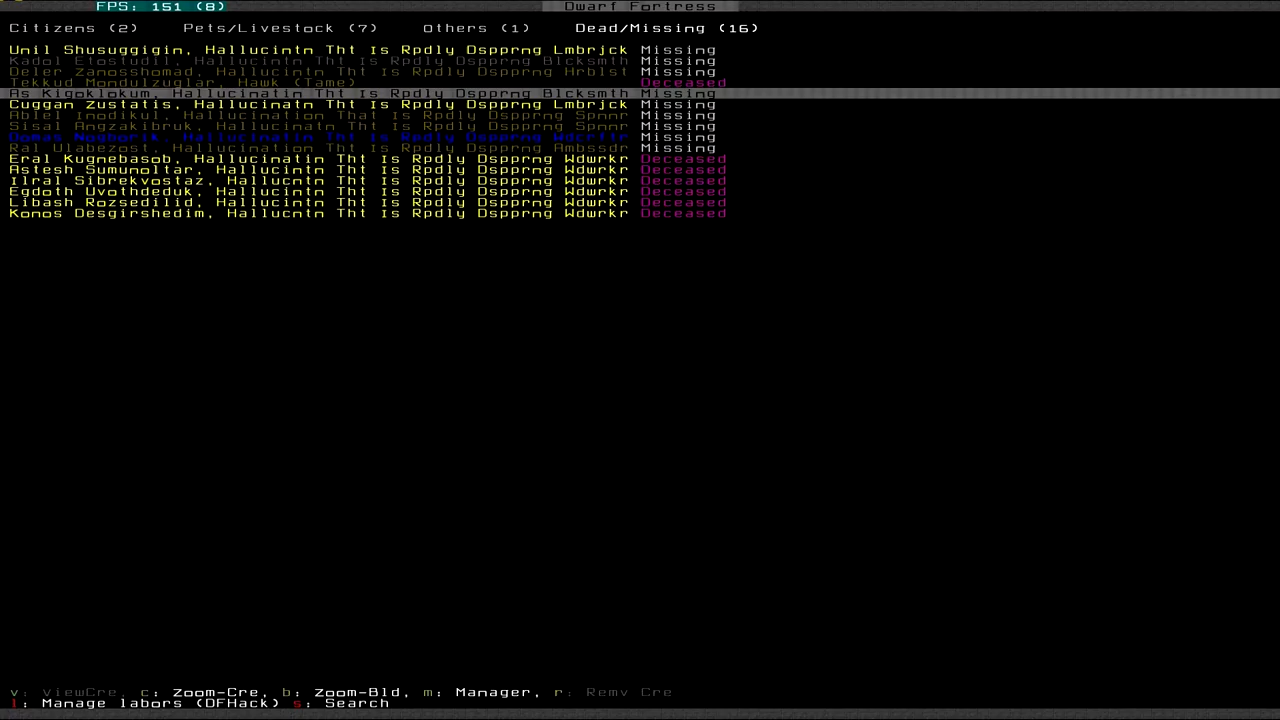 FPS: 151 (8) Dwarf Fortress
Citizens (2) Pets/Livestock (7) Others (1) Dead/Missing (16)
Unil Shusuggigin, Hallucintn Tht Is Rpdly Dspprng Lmbrjck Missing
Kadol Etostudil, Hallucintn Tht Is Rpdly Dspprng Blcksmth Missing
Deler Zanosshomad, Hallucintn Tht Is Rpdly Dspprng Hrblst Missing
Tekkud Mondulzuglar, Hawk (Tame) Deceased
As Kigoklokum, Hallucinatin Tht Is Rpdly Dspprng Blcksmth Missing
Cuggan Zustatis, Hallucinatn Tht Is Rpdly Dspprng Lmbrjck Missing
Ablel Inodikul, Hallucination That Is Rpdly Dspprng Spnnr Missing
Sisal Angzakibruk, Hallucinatn Tht Is Rpdly Dspprng Spnnr Missing
Hallucinatin Tht Is Rpdly Dspprng Missing
Ral Ulabezost, Hallucination Tht Is Rpdly Dspprng Ambssdr Missing
Eral Kugnebasob, Hallucinatin Tht Is Rpdly Dspprng Wdwrkr Deceased
Astesh Sumunoltar, Hallucintn Tht Is Rpdly Dspprng Wdwrkr Deceased
Ilral Sibrekvostaz, Hallucntn Tht Is Rpdly Dspprng Wdwrkr Deceased
Egdoth Uvothdeduk, Hallucintn Tht Is Rpdly Dspprng Wdwrkr Deceased
Libash Rozsedilid, Hallucintn Tht Is Rpdly Dspprng Wdwrkr Deceased
Konos Desgirshedim, Hallucntn Tht Is Rpdly Dspprng Wdwrkr Deceased
v: ViewCre, c: Zoom-Cre, b: Zoom-Bld, m: Manager, r: Remv Cre
l: Manage labors (DFHack) s: Search